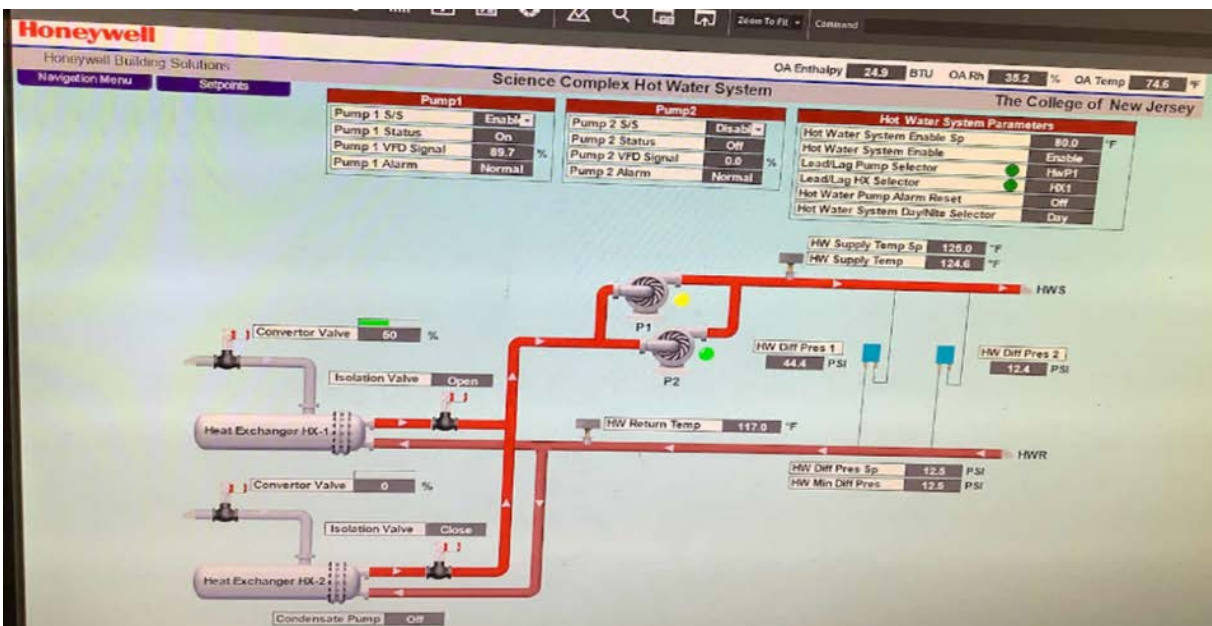 Zoom To Fit
Command
Honeywell
Honeywell Building Solutions
OA Enthalpy 24.9 BTU OA Rh 35.2 % OA Temp 74.6 °F
Navigation Menu
Setpoints
Science Complex Hot Water System
The College of New Jersey
Pump1
Pump 1 S/S Enabl
Pump 1 Status On
Pump 1 VFD Signal 89.7 %
Pump 1 Alarm Normal
Pump2
Pump 2 S/S Disabl
Pump 2 Status Off
Pump 2 VFD Signal 0.0 %
Pump 2 Alarm Normal
Hot Water System Parameters
Hot Water System Enable Sp 80.0 °F
Hot Water System Enable Enable
Lead/Lag Pump Selector HwP1
Lead/Lag HX Selector HX1
Hot Water Pump Alarm Reset Off
Hot Water System Day/Nite Selector Day
HW Supply Temp Sp 125.0 °F
HW Supply Temp 124.6 °F
HWS
P1
P2
Convertor Valve 50 %
HW Diff Pres 1
44.4 PSI
HW Diff Pres 2
12.4 PSI
Isolation Valve Open
Heat Exchanger HX-1
HW Return Temp 117.0 °F
HWR
HW Diff Pres Sp 12.5 PSI
HW Min Diff Pres 12.5 PSI
Convertor Valve 0 %
Isolation Valve Close
Heat Exchanger HX-2
Condensate Pump Off